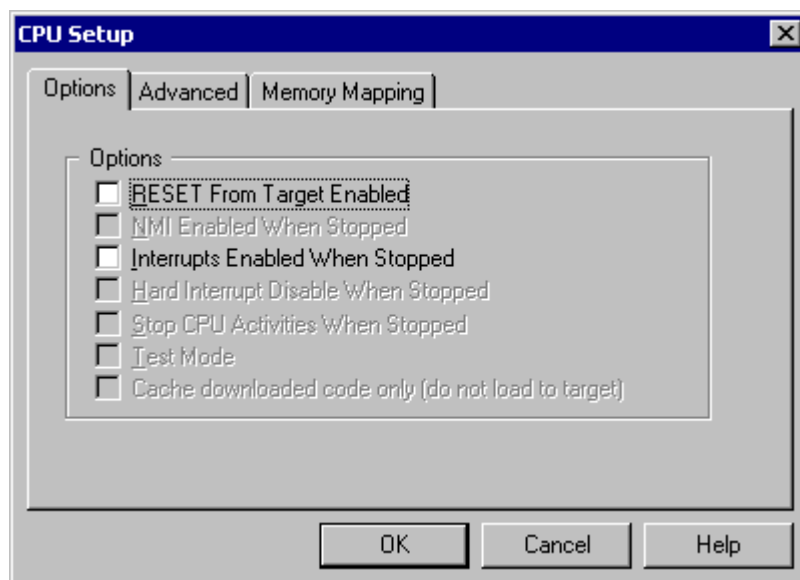 CPU Setup
Options Advanced Memory Mapping
Options
RESET From Target Enabled
NMI Enabled When Stopped
Interrupts Enabled When Stopped
Hard Interrupt Disable When Stopped
Stop CPU Activities When Stopped
Test Mode
Cache downloaded code only (do not load to target)
OK Cancel Help